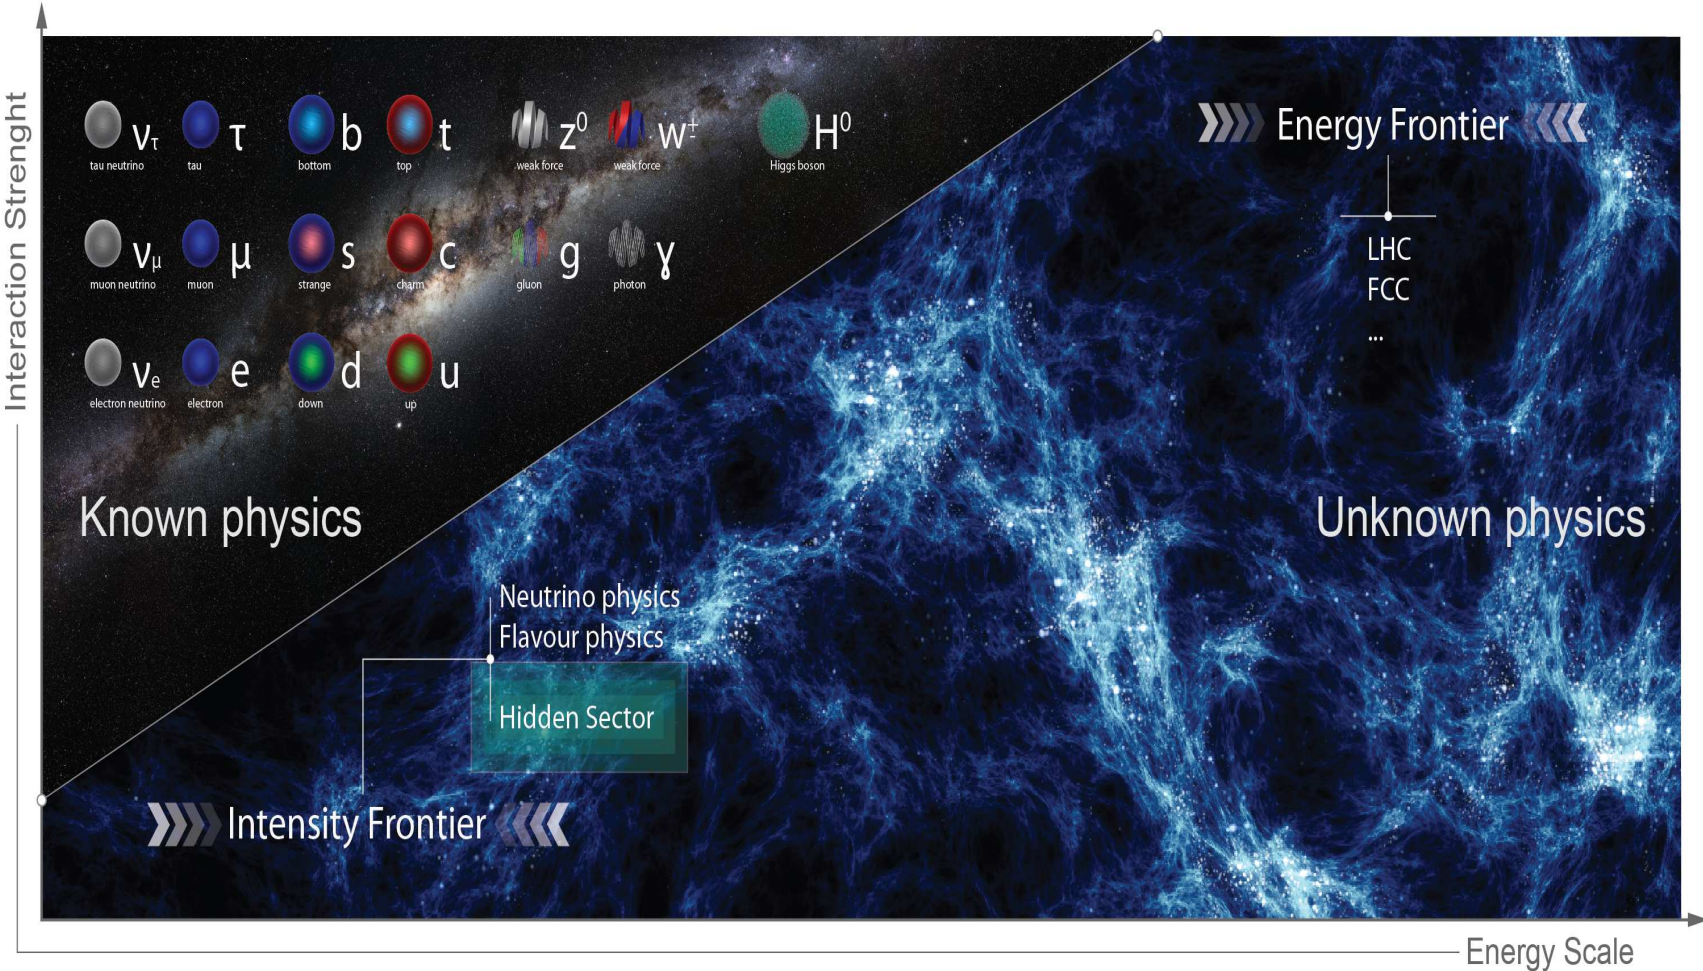 Interaction Strenght
ντ
tau neutrino
τ
tau
b
bottom
t
top
z⁰
weak force
w±
weak force
H⁰
Higgs boson
νμ
muon neutrino
μ
muon
s
strange
c
charm
g
gluon
γ
photon
νe
electron neutrino
e
electron
d
down
u
up
Known physics
Energy Frontier
LHC
FCC
...
Unknown physics
Neutrino physics
Flavour physics
Hidden Sector
Intensity Frontier
Energy Scale